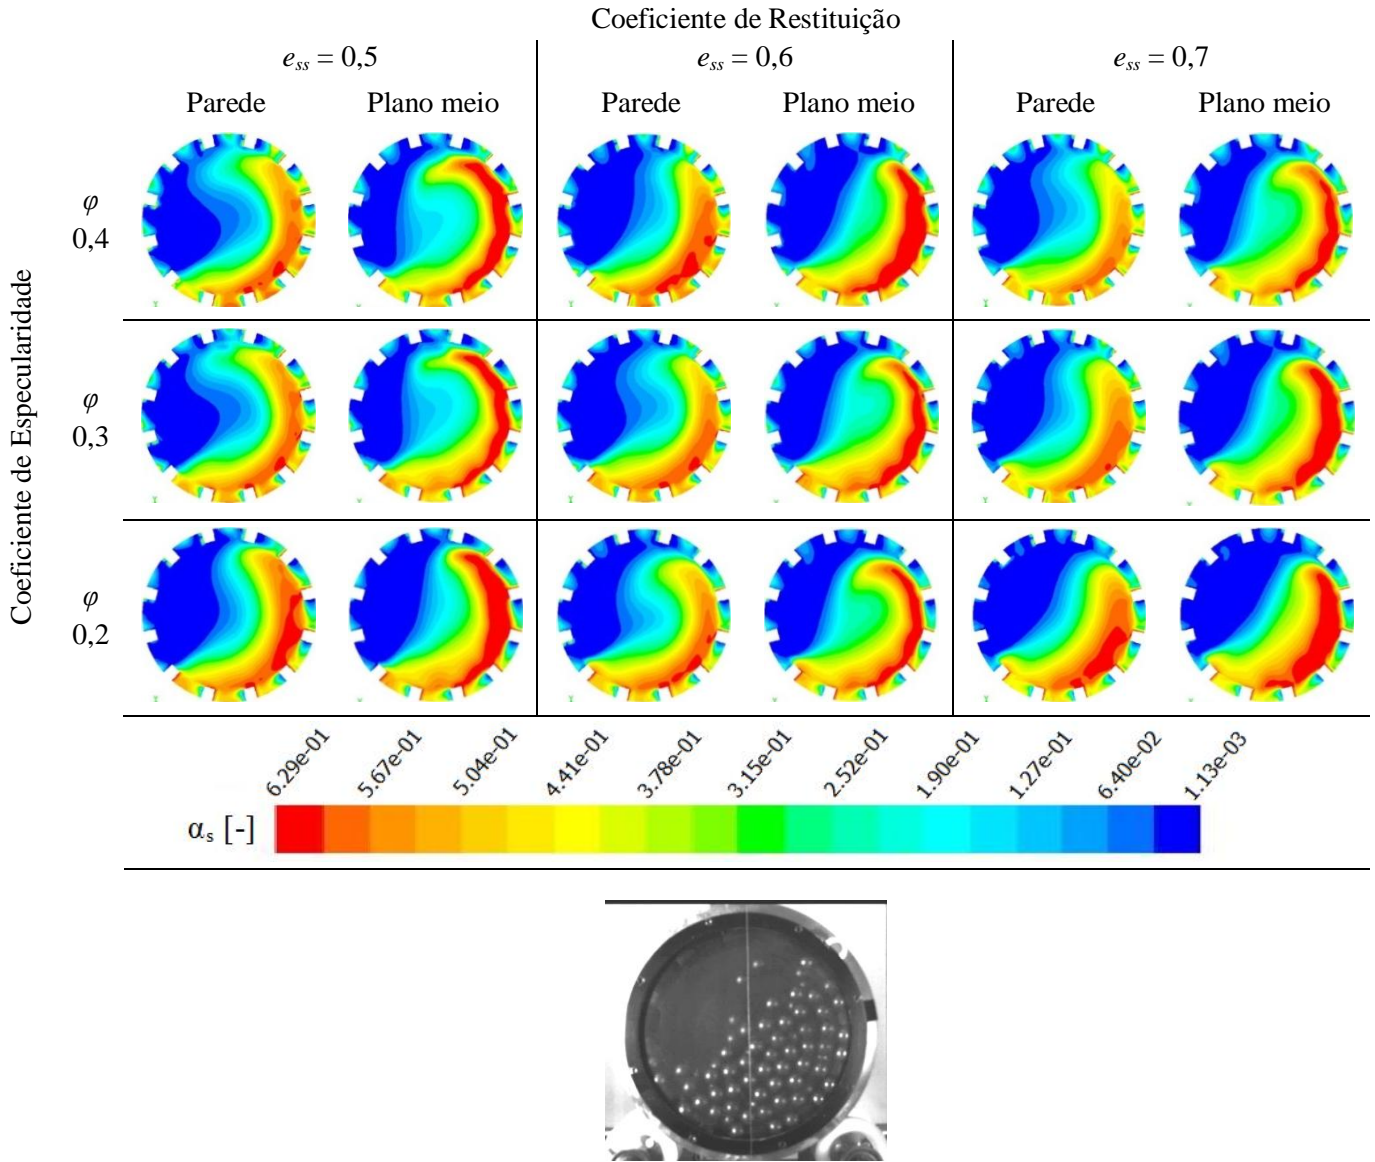 Coeficiente de Restituição
e_ss = 0,5 e_ss = 0,6 e_ss = 0,7
Parede Plano meio Parede Plano meio Parede Plano meio
Coeficiente de Especularidade
φ
0,4
φ
0,3
φ
0,2
6.29e-01 5.67e-01 5.04e-01 4.41e-01 3.78e-01 3.15e-01 2.52e-01 1.90e-01 1.27e-01 6.40e-02 1.13e-03
α_s [-]